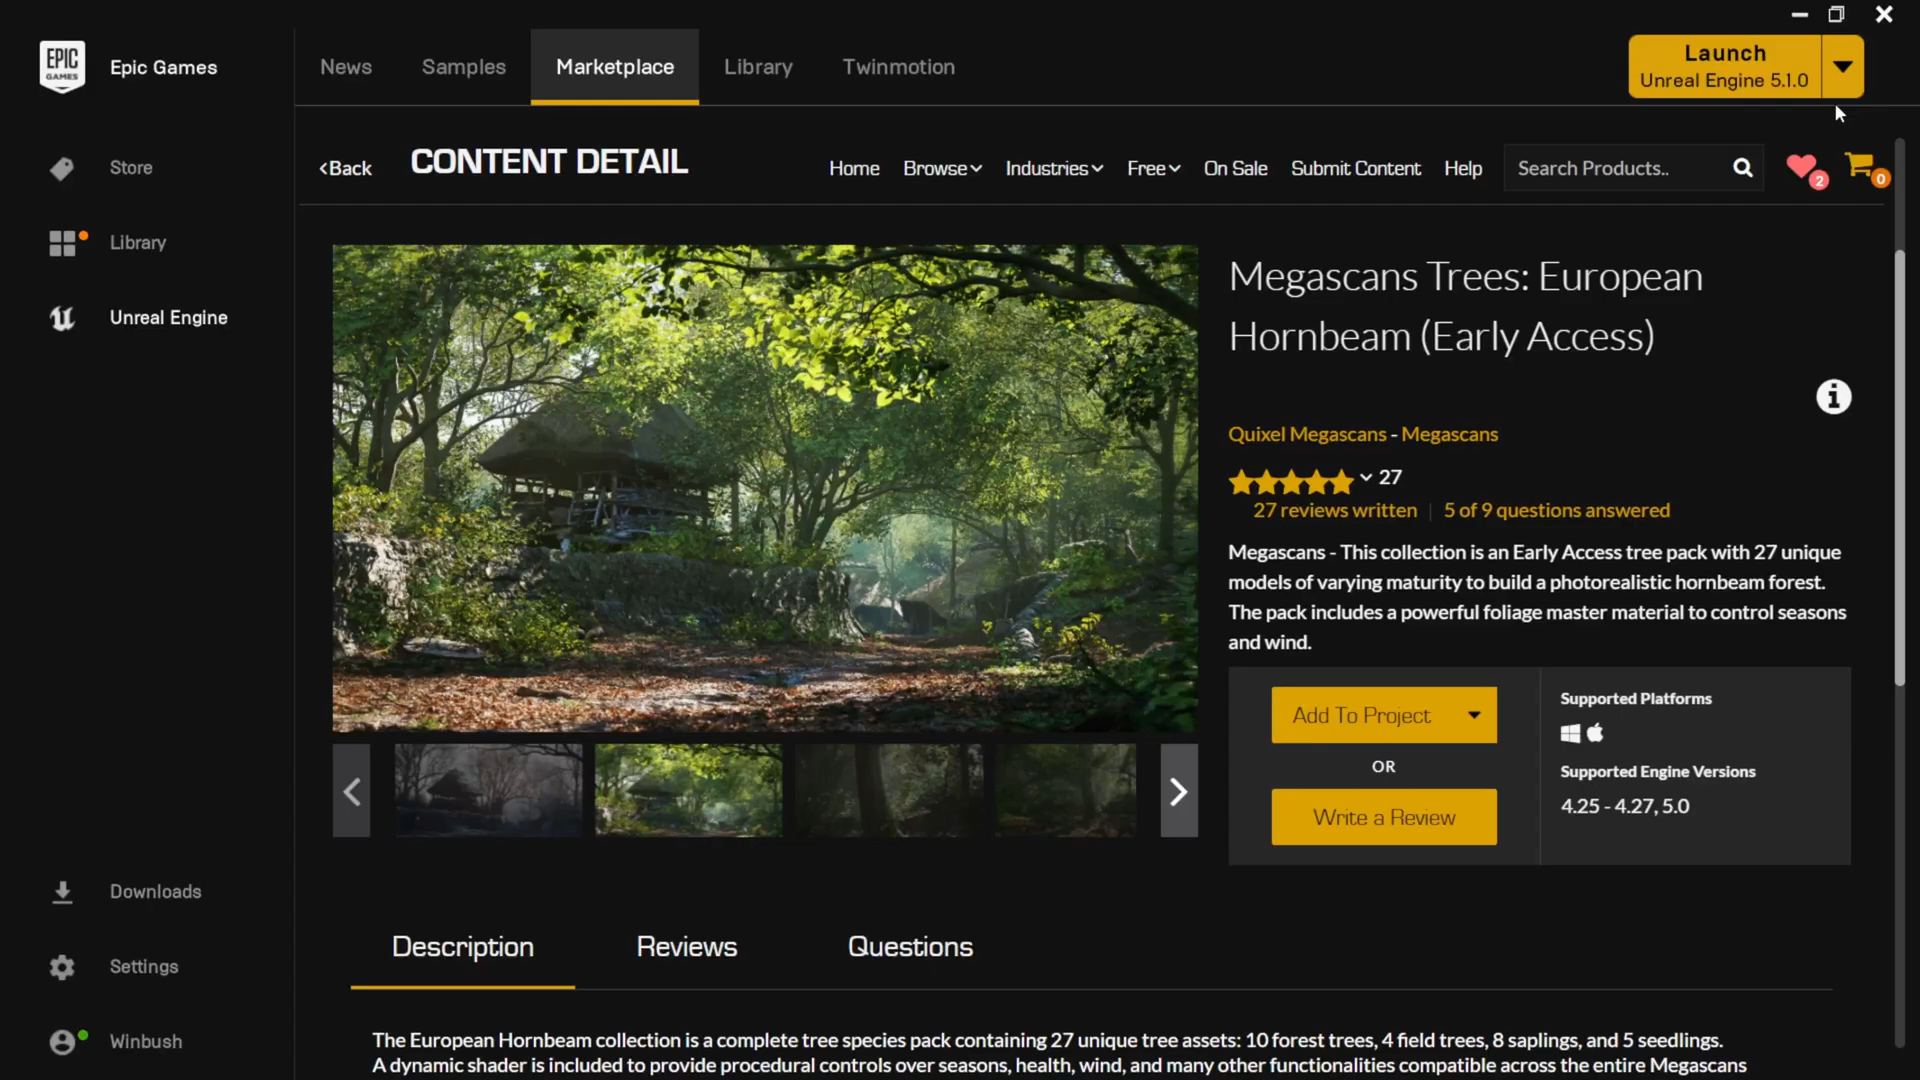 EPIC
GAMES
Epic Games
News
Samples
Marketplace
Library
Twinmotion
Launch
Unreal Engine 5.1.0
Store
Library
Unreal Engine
Downloads
Settings
Winbush
Back
CONTENT DETAIL
Home
Browse
Industries
Free
On Sale
Submit Content
Help
Search Products..
2
0
Megascans Trees: European
Hornbeam (Early Access)
Quixel Megascans - Megascans
27
27 reviews written | 5 of 9 questions answered
Megascans - This collection is an Early Access tree pack with 27 unique
models of varying maturity to build a photorealistic hornbeam forest.
The pack includes a powerful foliage master material to control seasons
and wind.
Add To Project
OR
Write a Review
Supported Platforms
Supported Engine Versions
4.25 - 4.27, 5.0
Description
Reviews
Questions
The European Hornbeam collection is a complete tree species pack containing 27 unique tree assets: 10 forest trees, 4 field trees, 8 saplings, and 5 seedlings.
A dynamic shader is included to provide procedural controls over seasons, health, wind, and many other functionalities compatible across the entire Megascans